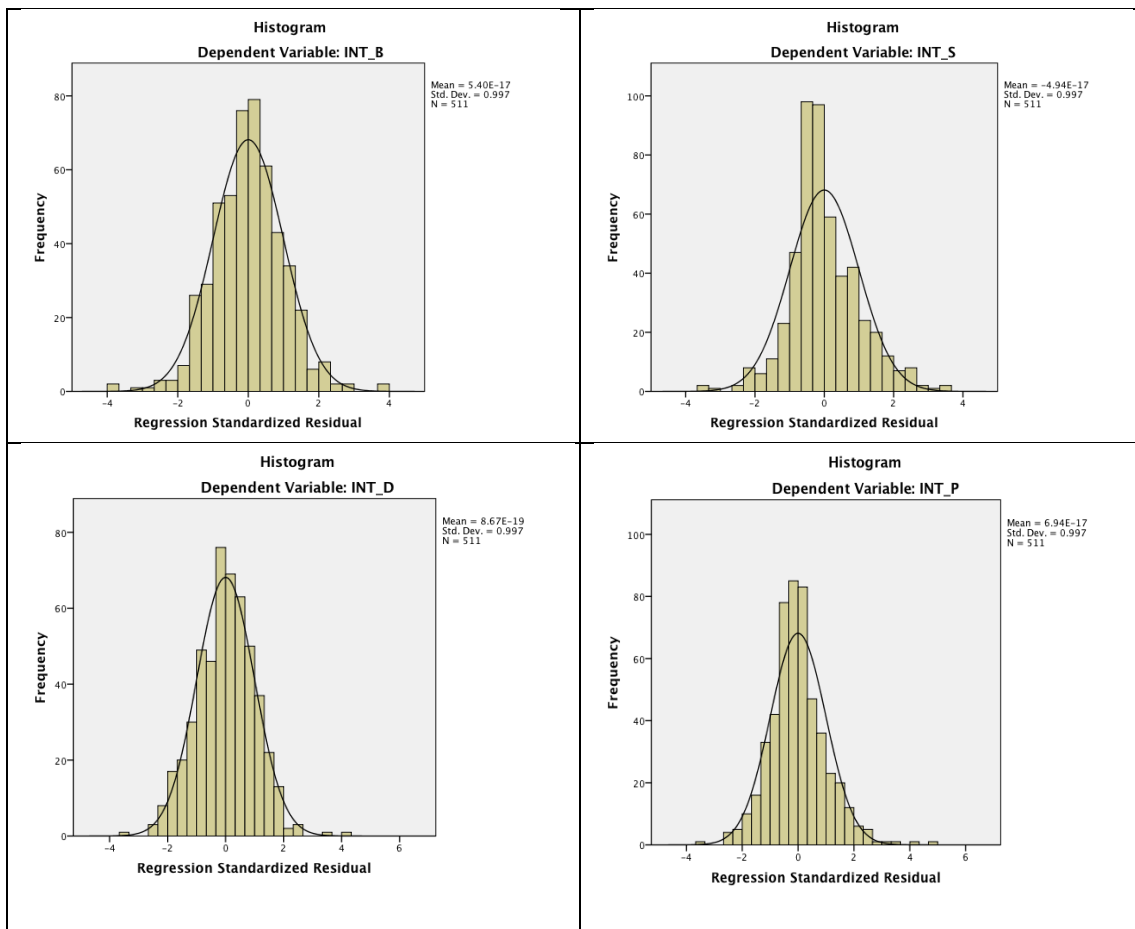 Histogram
Dependent Variable: INT_B
Mean = 5.40E-17
Std. Dev. = 0.997
N = 511
80
60
40
20
0
Frequency
-4
-2
0
2
4
Regression Standardized Residual
Histogram
Dependent Variable: INT_S
Mean = -4.94E-17
Std. Dev. = 0.997
N = 511
100
80
60
40
20
0
Frequency
-4
-2
0
2
4
Regression Standardized Residual
Histogram
Dependent Variable: INT_D
Mean = 8.67E-19
Std. Dev. = 0.997
N = 511
80
60
40
20
0
Frequency
-4
-2
0
2
4
6
Regression Standardized Residual
Histogram
Dependent Variable: INT_P
Mean = 6.94E-17
Std. Dev. = 0.997
N = 511
100
80
60
40
20
0
Frequency
-4
-2
0
2
4
6
Regression Standardized Residual